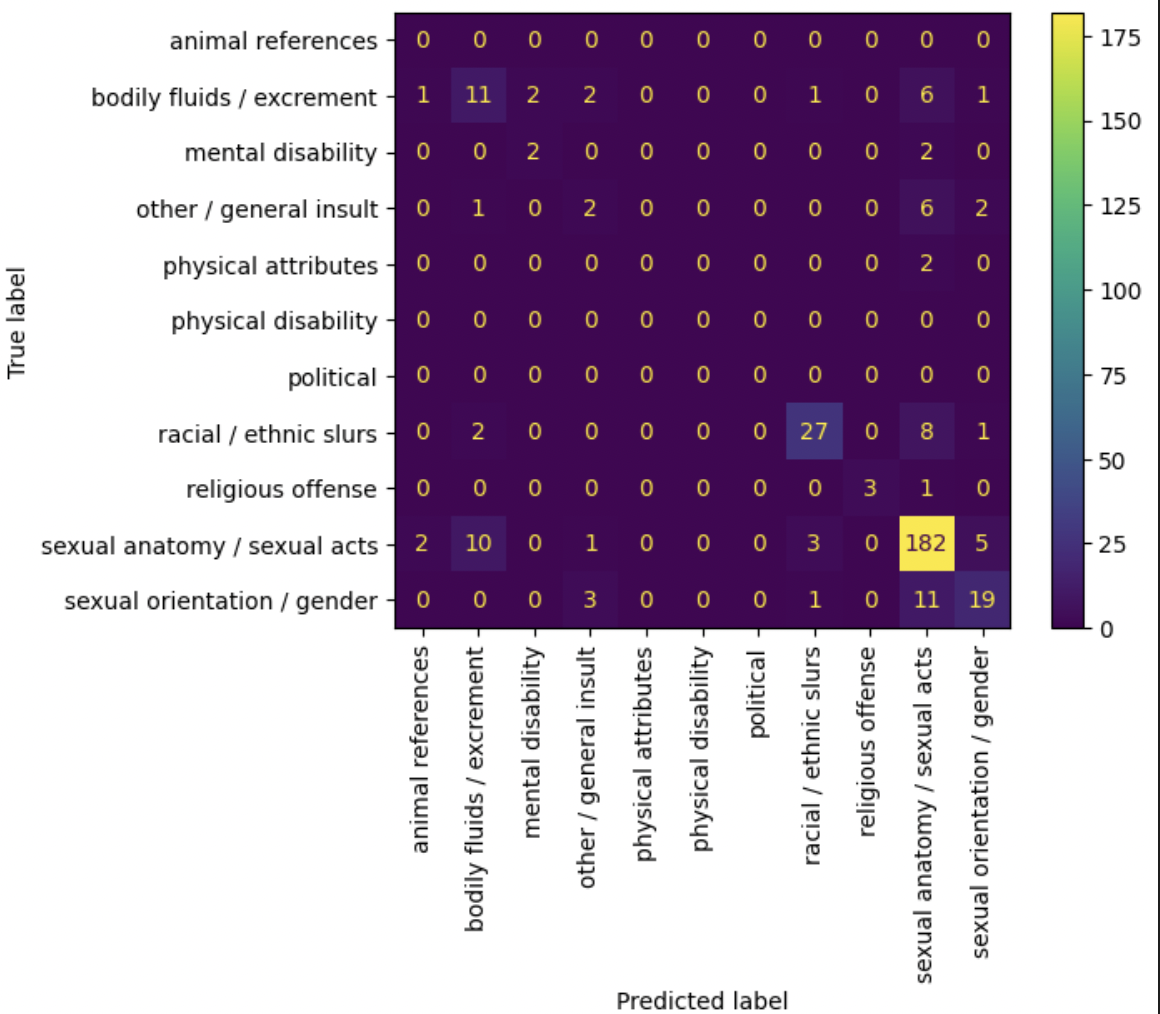 animal references 0 0 0 0 0 0 0 0 0 0 0 175
bodily fluids / excrement 1 11 2 2 0 0 1 0 6 1 150
mental disability 0 0 2 0 0 0 0 0 0 2 0
other / general insult 0 1 0 2 0 0 0 0 0 6 2 125
physical attributes 0 0 0 0 0 0 0 0 0 2 0
True label
physical disability 0 0 0 0 0 0 0 0 0 0 0 100
political 0 0 0 0 0 0 0 0 0 0 0 75
racial / ethnic slurs 0 2 0 0 0 0 0 27 0 8 1
religious offense 0 0 0 0 0 0 0 0 3 1 0 50
sexual anatomy / sexual acts 2 10 0 1 0 0 0 3 0 182 5 25
sexual orientation / gender 0 0 0 3 0 0 0 1 0 11 19 0
animal references
bodily fluids / excrement
mental disability
other / general insult
physical attributes
physical disability
political
racial / ethnic slurs
religious offense
sexual anatomy / sexual acts
sexual orientation / gender
Predicted label